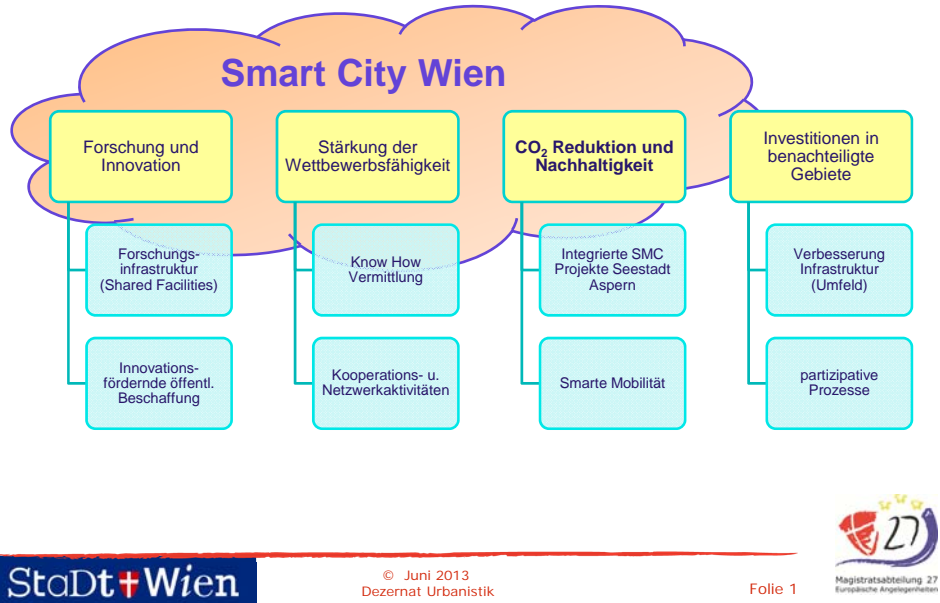 Smart City Wien
Forschung und
Innovation
Forschungs-
infrastruktur
(Shared Facilities)
Innovations-
fördernde öffentl.
Beschaffung
Stärkung der
Wettbewerbsfähigkeit
Know How
Vermittlung
Kooperations- u.
Netzwerkaktivitäten
CO₂ Reduktion und
Nachhaltigkeit
Integrierte SMC
Projekte Seestadt
Aspern
Smarte Mobilität
Investitionen in
benachteiligte
Gebiete
Verbesserung
Infrastruktur
(Umfeld)
partizipative
Prozesse
StaDt Wien
© Juni 2013
Dezernat Urbanistik
Folie 1
27
Magistratsabteilung 27
Europäische Angelegenheiten